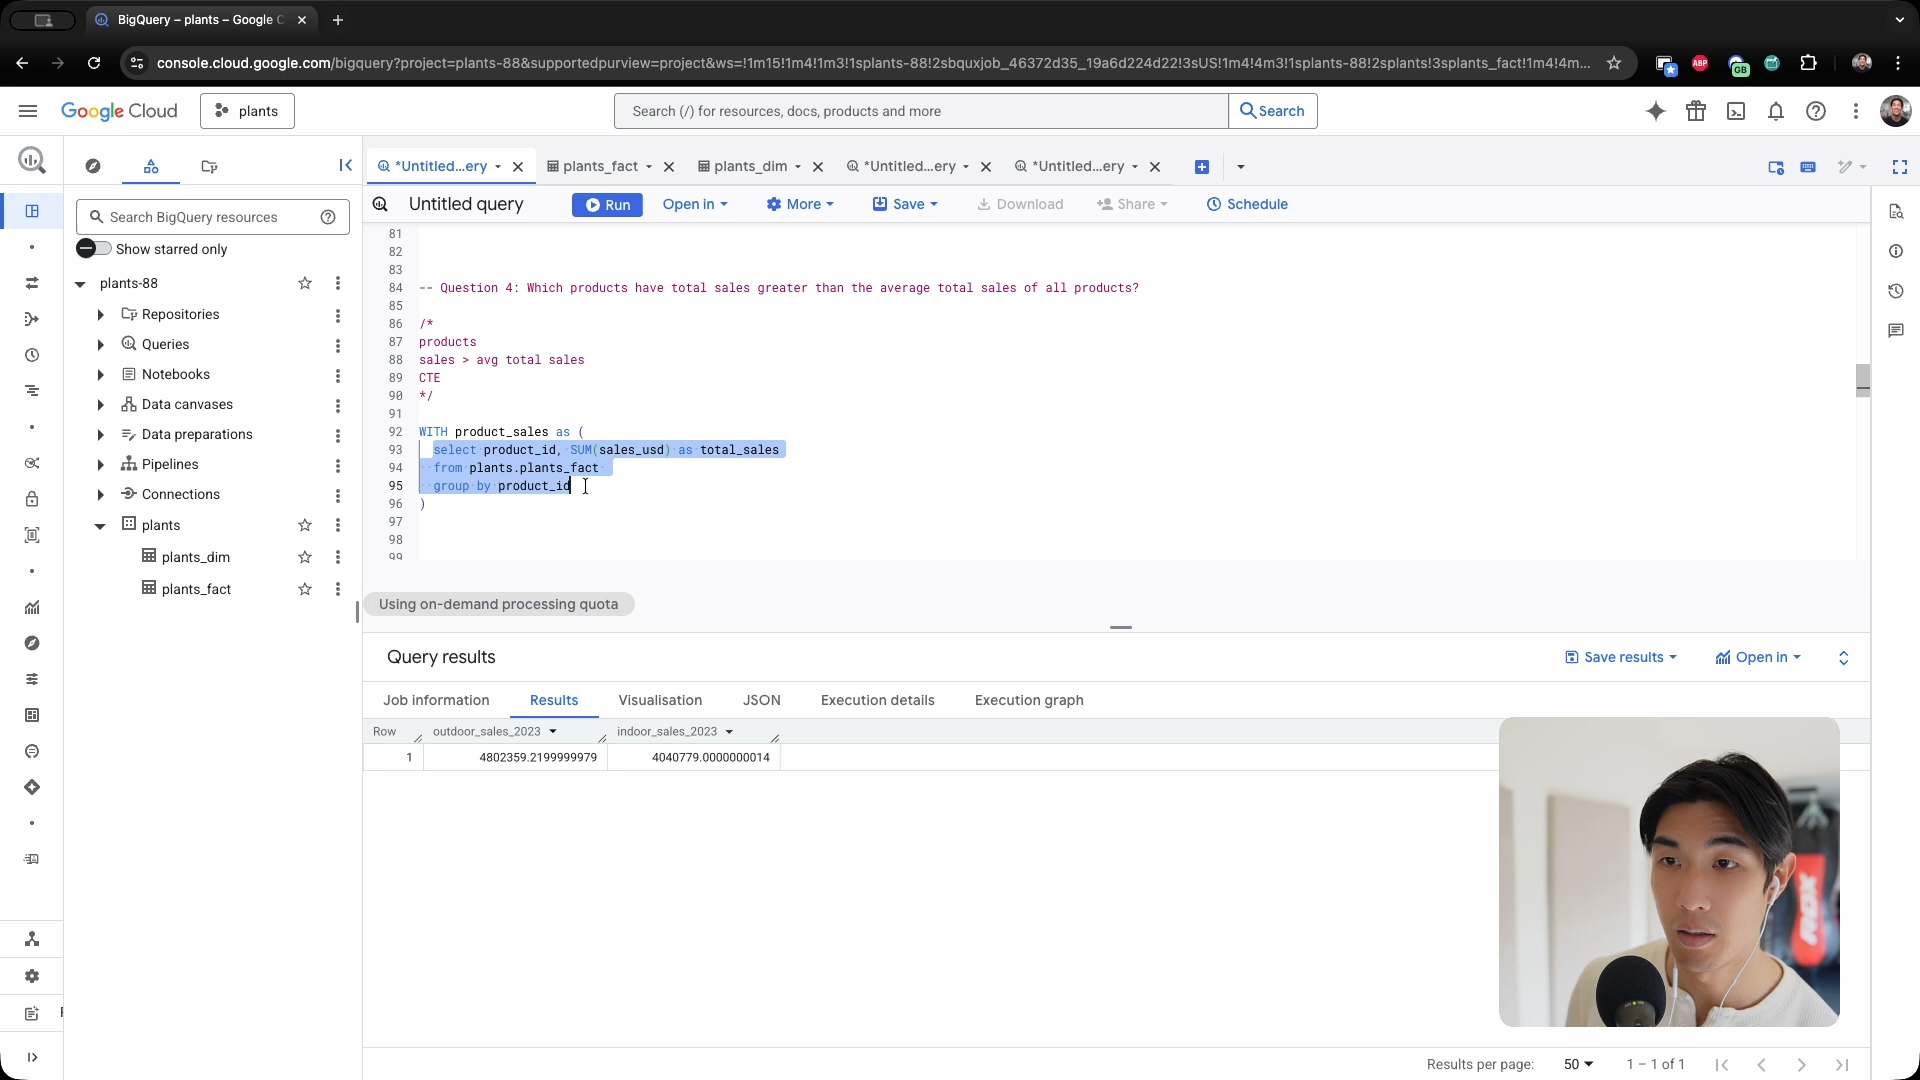 BigQuery – plants – Google C
console.cloud.google.com/bigquery?project=plants-88&supportedpurview=project&ws=!1m15!1m4!1m3!1splants-88!2sbquxjob_46372d35_19a6d224d22!3sUS!1m4!4m3!1splants-88!2splants!3splants_fact!1m4!4m...
ABP
GB
Google Cloud
plants
Search (/) for resources, docs, products and more
Search
*Untitled...ery
plants_fact
plants_dim
*Untitled...ery
*Untitled...ery
Untitled query
Run
Open in
More
Save
Download
Share
Schedule
Search BigQuery resources
Show starred only
plants-88
Repositories
Queries
Notebooks
Data canvases
Data preparations
Pipelines
Connections
plants
plants_dim
plants_fact
81
82
83
84 -- Question 4: Which products have total sales greater than the average total sales of all products?
85
86 /*
87 products
88 sales > avg total sales
89 CTE
90 */
91
92 WITH product_sales as (
93 select product_id, SUM(sales_usd) as total_sales
94 from plants.plants_fact
95 group by product_id
96 )
97
98
99
Using on-demand processing quota
Query results
Save results
Open in
Job information
Results
Visualisation
JSON
Execution details
Execution graph
Row outdoor_sales_2023 indoor_sales_2023
1 4802359.2199999979 4040779.0000000014
Results per page: 50 1 – 1 of 1